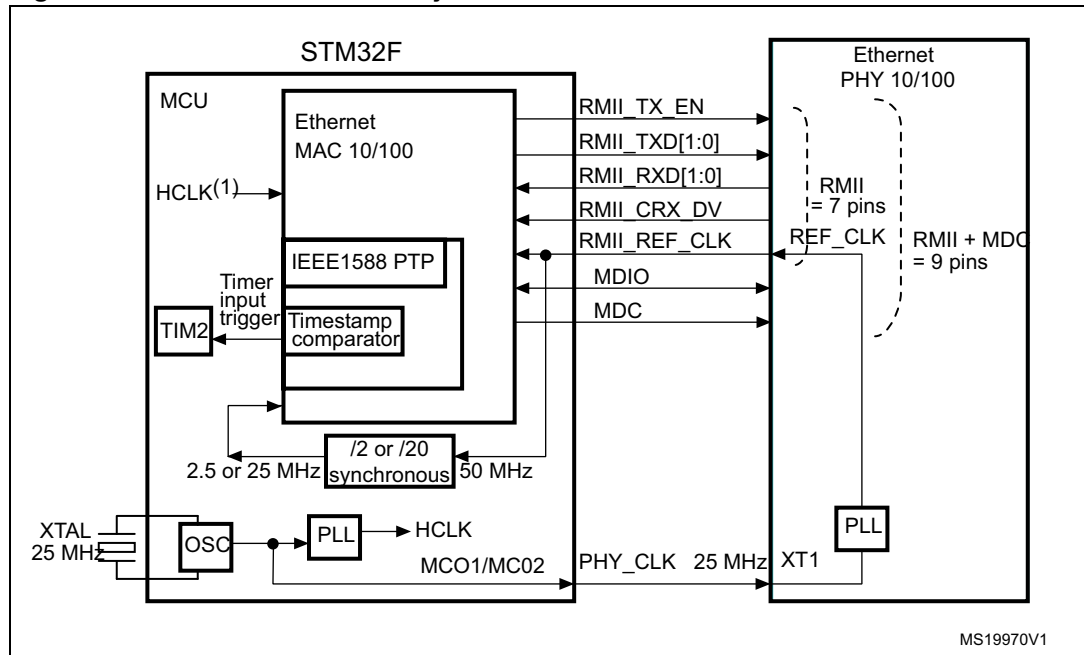 STM32F
MCU
Ethernet
MAC 10/100
HCLK(1)
IEEE1588 PTP
Timer
input
trigger
TIM2
Timestamp
comparator
/2 or /20
synchronous
2.5 or 25 MHz
50 MHz
XTAL
25 MHz
OSC
PLL
HCLK
MCO1/MC02
RMII_TX_EN
RMII_TXD[1:0]
RMII_RXD[1:0]
RMII_CRX_DV
RMII_REF_CLK
MDIO
MDC
PHY_CLK 25 MHz
Ethernet
PHY 10/100
RMII
= 7 pins
REF_CLK
RMII + MDC
= 9 pins
PLL
XT1
MS19970V1